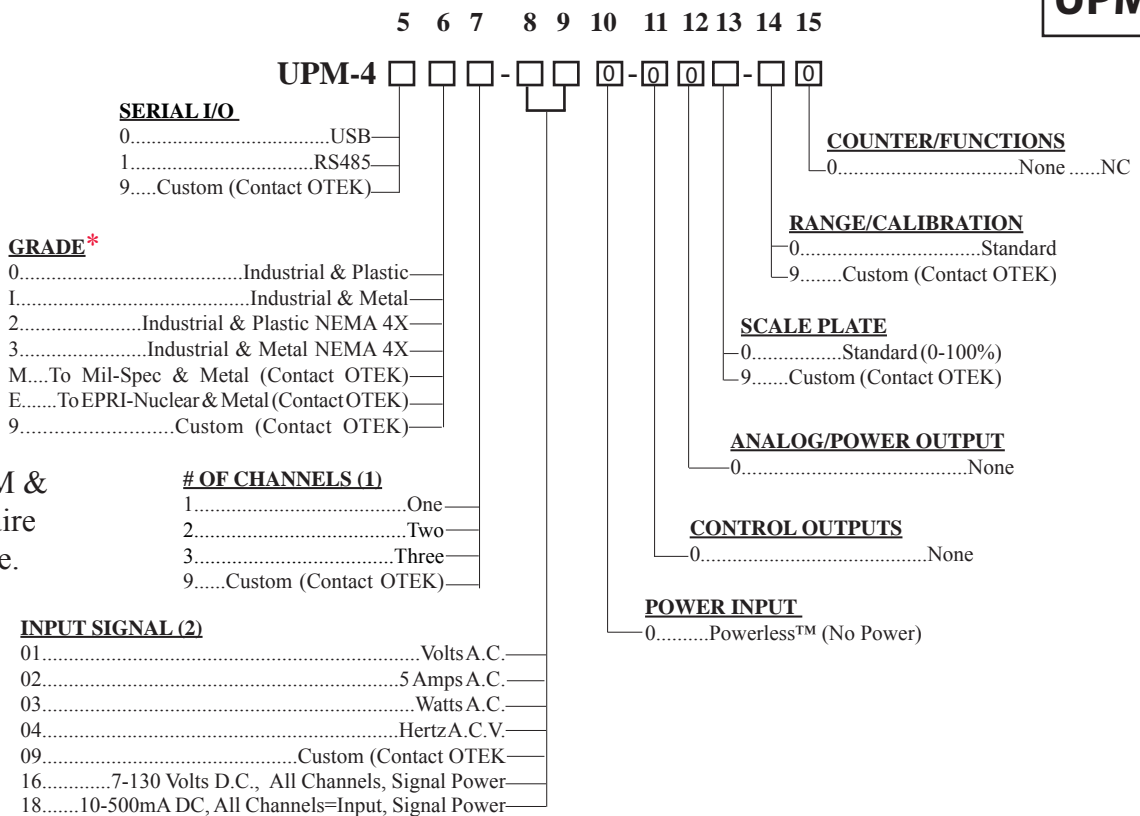 5 6 7 8 9 10 11 12 13 14 15
UPM-4 - 0 - 0 0 - 0
SERIAL I/O
0..................................USB
1...............................RS485
9.....Custom (Contact OTEK)
GRADE*
0......................................Industrial & Plastic
I........................................Industrial & Metal
2.....................Industrial & Plastic NEMA 4X
3....................Industrial & Metal NEMA 4X
M....To Mil-Spec & Metal (Contact OTEK)
E.......To EPRI-Nuclear & Metal (Contact OTEK)
9..........................Custom (Contact OTEK)
# OF CHANNELS (1)
1....................................One
2....................................Two
3..................................Three
9......Custom (Contact OTEK)
INPUT SIGNAL (2)
01................................................................Volts A.C.
02.............................................................5 Amps A.C.
03...............................................................Watts A.C.
04.............................................................Hertz A.C.V.
09...........................................Custom (Contact OTEK
16.............7-130 Volts D.C., All Channels, Signal Power
18.......10-500mA DC, All Channels=Input, Signal Power
COUNTER/FUNCTIONS
0...............................None ......NC
RANGE/CALIBRATION
0...............................Standard
9........Custom (Contact OTEK)
SCALE PLATE
0...............Standard (0-100%)
9.......Custom (Contact OTEK)
ANALOG/POWER OUTPUT
0.......................................None
CONTROL OUTPUTS
0.......................................None
POWER INPUT
0..........Powerless™ (No Power)
UPM
M &
e.